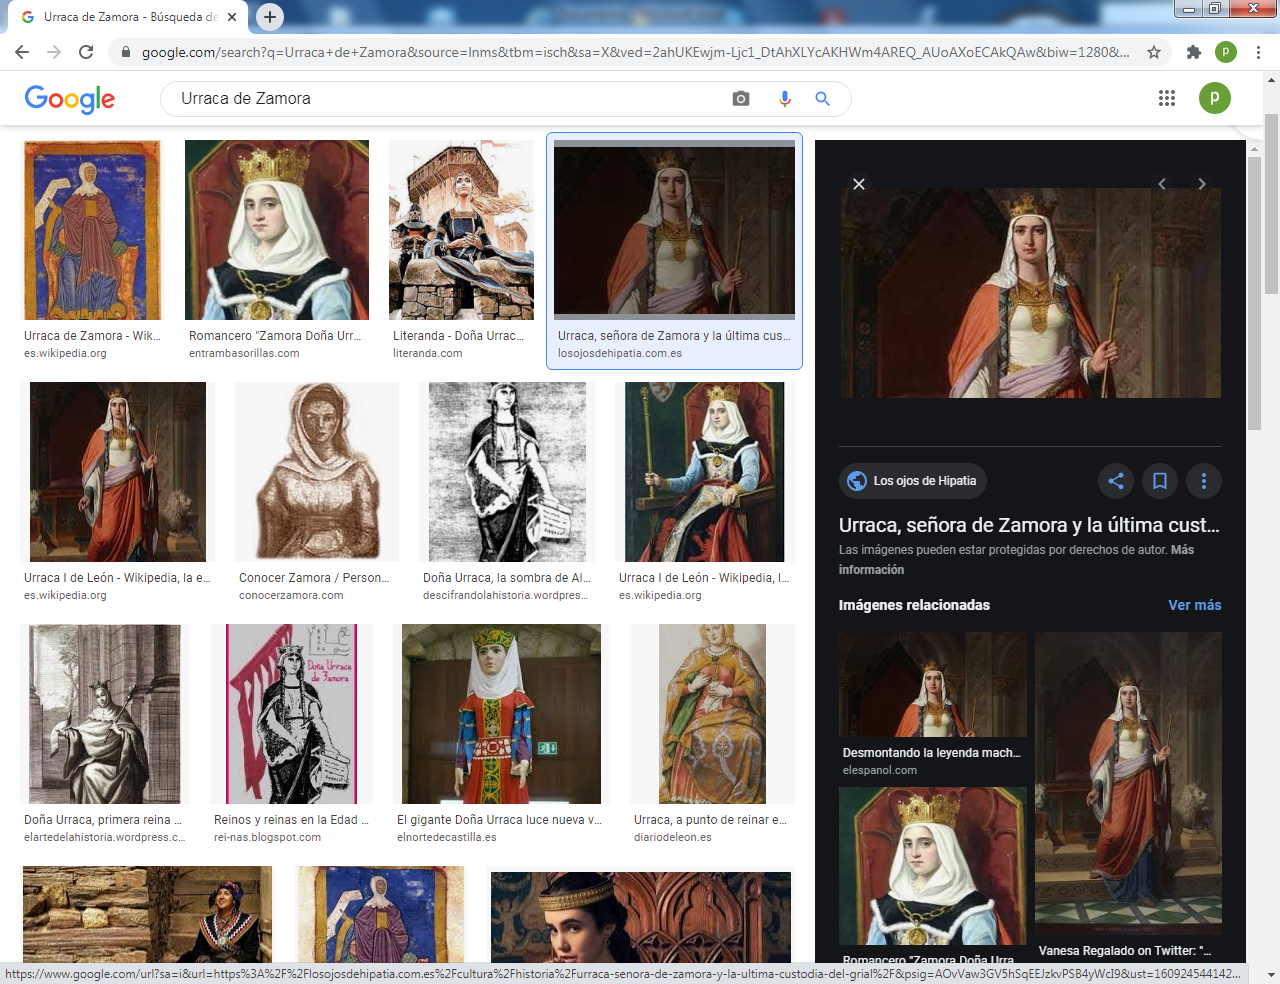 Urraca de Zamora - Búsqueda de
google.com/search?q=Urraca+de+Zamora&source=lnms&tbm=isch&sa=X&ved=2ahUKEwjm-Ljc1_DtAhXLYcAKHWm4AREQ_AUoAXoECAkQAw&biw=1280&...
P
Google
Urraca de Zamora
p
Urraca de Zamora - Wik...
es.wikipedia.org
Romancero "Zamora Doña Urr...
entrambasorillas.com
Literanda - Doña Urrac...
literanda.com
Urraca, señora de Zamora y la última cus...
losojosdehipatia.com.es
Urraca I de León - Wikipedia, la e...
es.wikipedia.org
Conocer Zamora / Person...
conocerzamora.com
Doña Urraca, la sombra de Al...
descifrandolahistoria.wordpres...
Urraca I de León - Wikipedia, l...
es.wikipedia.org
Doña Urraca
de Zamora
Doña Urraca, primera reina ...
elartedelahistoria.wordpress.c...
Reinos y reinas en la Edad ...
rei-nas.blogspot.com
El gigante Doña Urraca luce nueva v...
elnortedecastilla.es
Urraca, a punto de reinar e...
diariodeleon.es
Los ojos de Hipatia
Urraca, señora de Zamora y la última cust...
Las imágenes pueden estar protegidas por derechos de autor. Más
información
Imágenes relacionadas
Ver más
Desmontando la leyenda mach...
elespanol.com
Vanesa Regalado on Twitter: "...
Romancero "Zamora Doña Urra
https://www.google.com/url?sa=i&url=https%3A%2F%2Flosojosdehipatia.com.es%2Fcultura%2Fhistoria%2Furraca-senora-de-zamora-y-la-ultima-custodia-del-grial%2F&psig=AOvVaw3GV5hSqEEJzkvPSB4yWcI9&ust=160924544142...